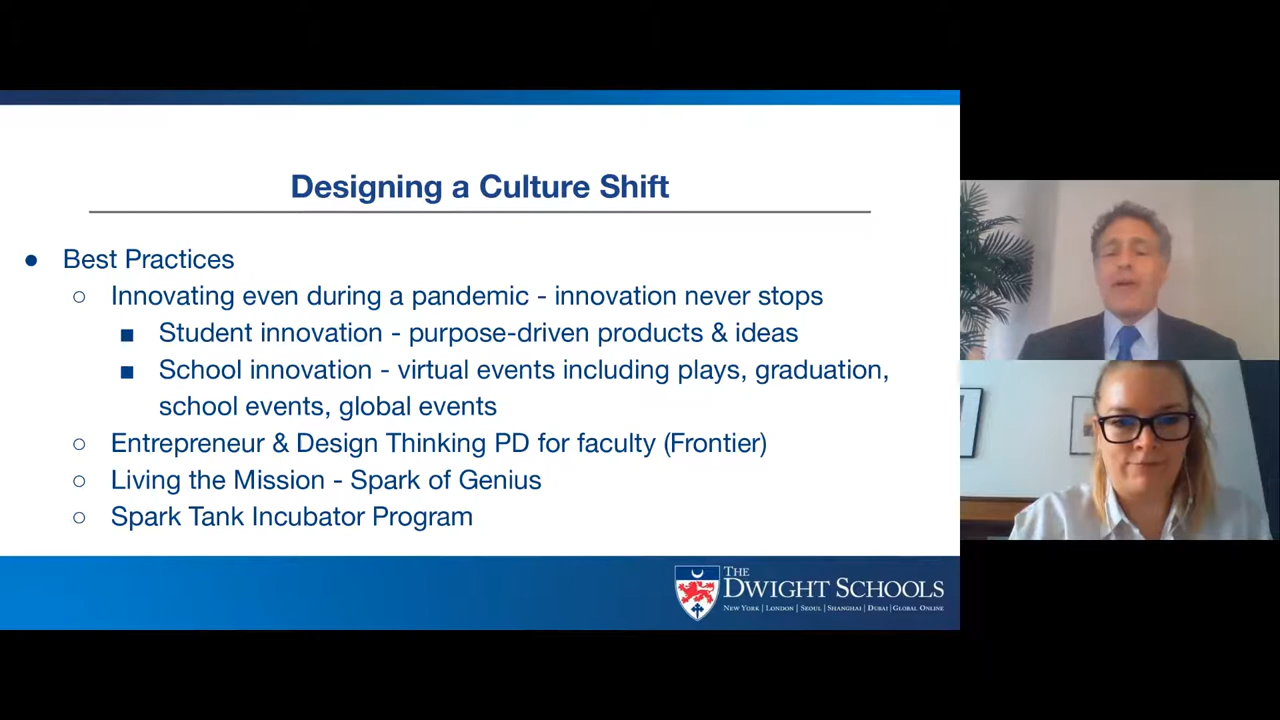 Designing a Culture Shift
● Best Practices
○ Innovating even during a pandemic - innovation never stops
■ Student innovation - purpose-driven products & ideas
■ School innovation - virtual events including plays, graduation,
school events, global events
○ Entrepreneur & Design Thinking PD for faculty (Frontier)
○ Living the Mission - Spark of Genius
○ Spark Tank Incubator Program
THE
DWIGHT SCHOOLS
NEW YORK | LONDON | SEOUL | SHANGHAI | DUBAI | GLOBAL ONLINE